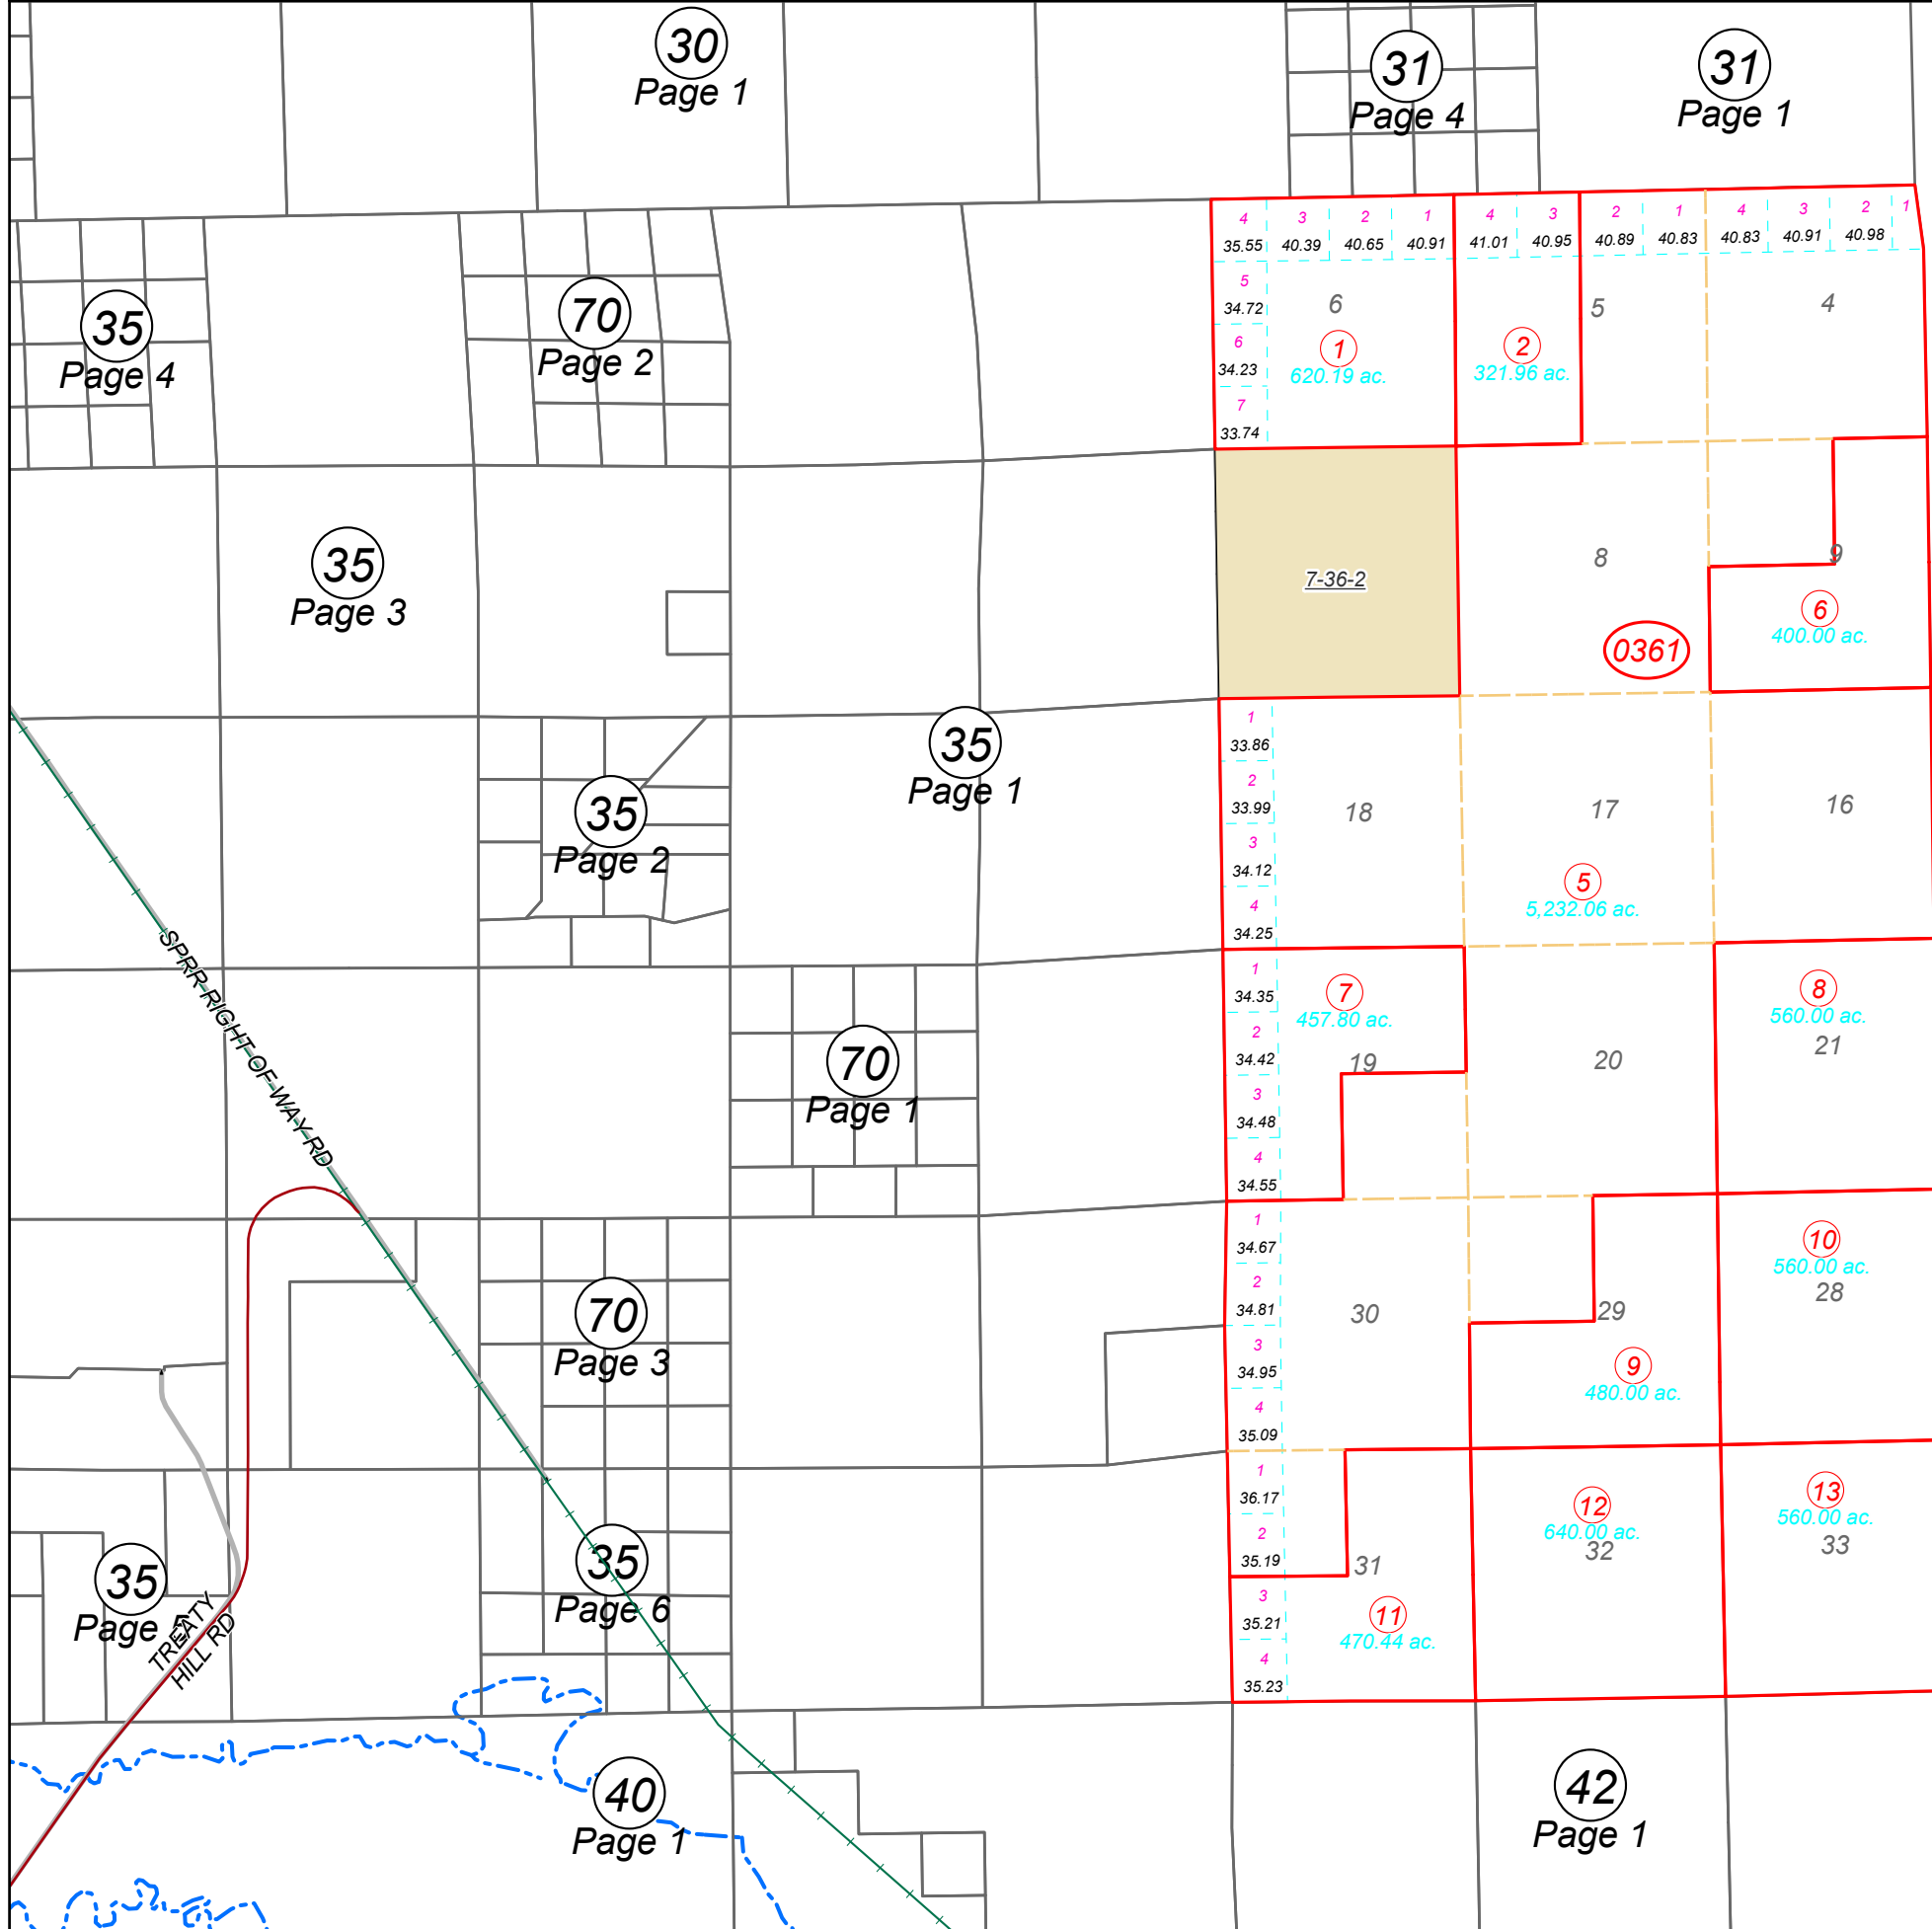 30
Page 1
31
Page 4
31
Page 1
4 3 2 1 4 3 2 1 4 3 2 1
35.55 40.39 40.65 40.91 41.01 40.95 40.89 40.83 40.83 40.91 40.98
5
34.72
6
34.23
7
33.74
6
1
620.19 ac.
2
321.96 ac.
5
4
35
Page 4
70
Page 2
35
Page 3
7-36-2
8
9
6
400.00 ac.
0361
35
Page 1
1
33.86
2
33.99
3
34.12
4
34.25
18
17
16
5
5,232.06 ac.
35
Page 2
SPRR RIGHT OF WAY RD
70
Page 1
1
34.35
2
34.42
3
34.48
4
34.55
7
457.80 ac.
19
20
8
560.00 ac.
21
1
34.67
2
34.81
3
34.95
4
35.09
30
29
9
480.00 ac.
10
560.00 ac.
28
70
Page 3
1
36.17
2
35.19
3
35.21
4
35.23
31
11
470.44 ac.
12
640.00 ac.
32
13
560.00 ac.
33
35
Page 6
35
Page 5
TREATY
HILL RD
40
Page 1
42
Page 1